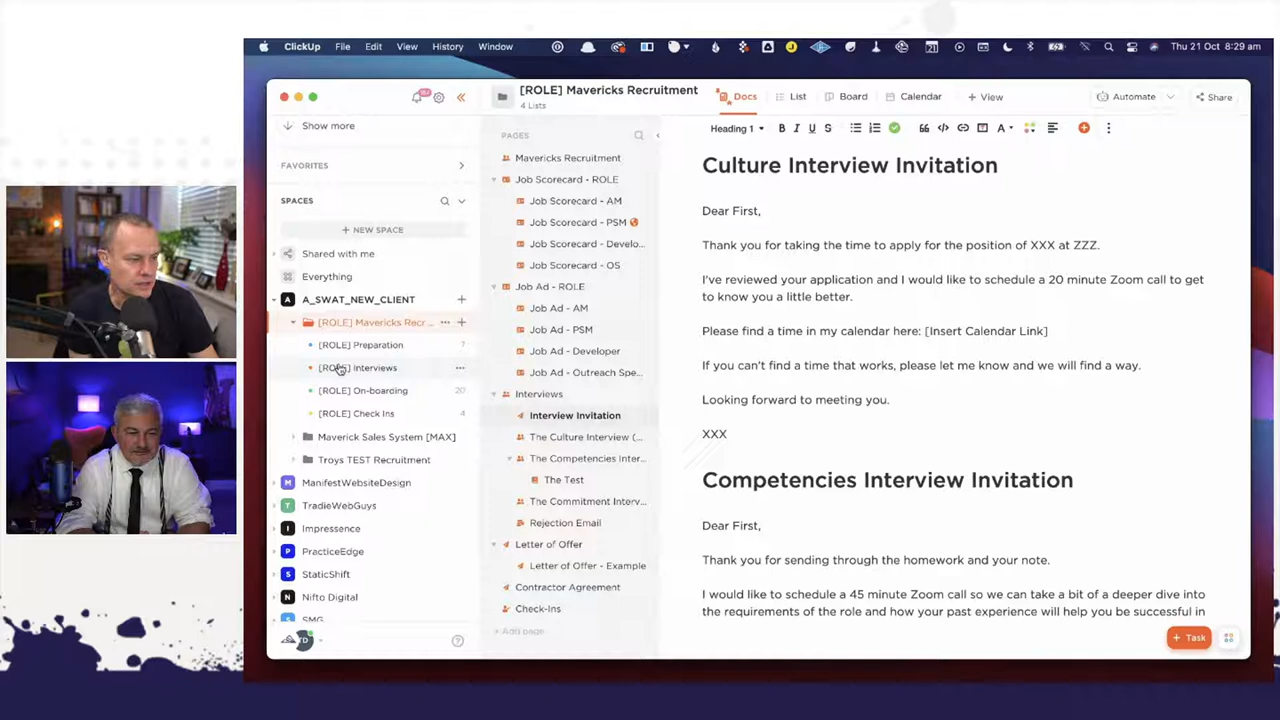 ClickUp File Edit View History Window Thu 21 Oct 8:29 am
[ROLE] Mavericks Recruitment
4 Lists
Docs List Board Calendar + View Automate Share
Show more
FAVORITES
SPACES
+ NEW SPACE
Shared with me
Everything
A_SWAT_NEW_CLIENT
[ROLE] Mavericks Recr...
[ROLE] Preparation 7
[ROLE] Interviews
[ROLE] On-boarding 20
[ROLE] Check Ins 4
Maverick Sales System [MAX]
Troys TEST Recruitment
ManifestWebsiteDesign
TradieWebGuys
Impressence
PracticeEdge
StaticShift
Nifto Digital
SMG
PAGES
Mavericks Recruitment
Job Scorecard - ROLE
Job Scorecard - AM
Job Scorecard - PSM
Job Scorecard - Develo...
Job Scorecard - OS
Job Ad - ROLE
Job Ad - AM
Job Ad - PSM
Job Ad - Developer
Job Ad - Outreach Spe...
Interviews
Interview Invitation
The Culture Interview (...
The Competencies Inter...
The Test
The Commitment Interv...
Rejection Email
Letter of Offer
Letter of Offer - Example
Contractor Agreement
Check-Ins
+ Add page
Heading 1 B I U S
Culture Interview Invitation
Dear First,
Thank you for taking the time to apply for the position of XXX at ZZZ.
I've reviewed your application and I would like to schedule a 20 minute Zoom call to get
to know you a little better.
Please find a time in my calendar here: [Insert Calendar Link]
If you can't find a time that works, please let me know and we will find a way.
Looking forward to meeting you.
XXX
Competencies Interview Invitation
Dear First,
Thank you for sending through the homework and your note.
I would like to schedule a 45 minute Zoom call so we can take a bit of a deeper dive into
the requirements of the role and how your past experience will help you be successful in
+ Task